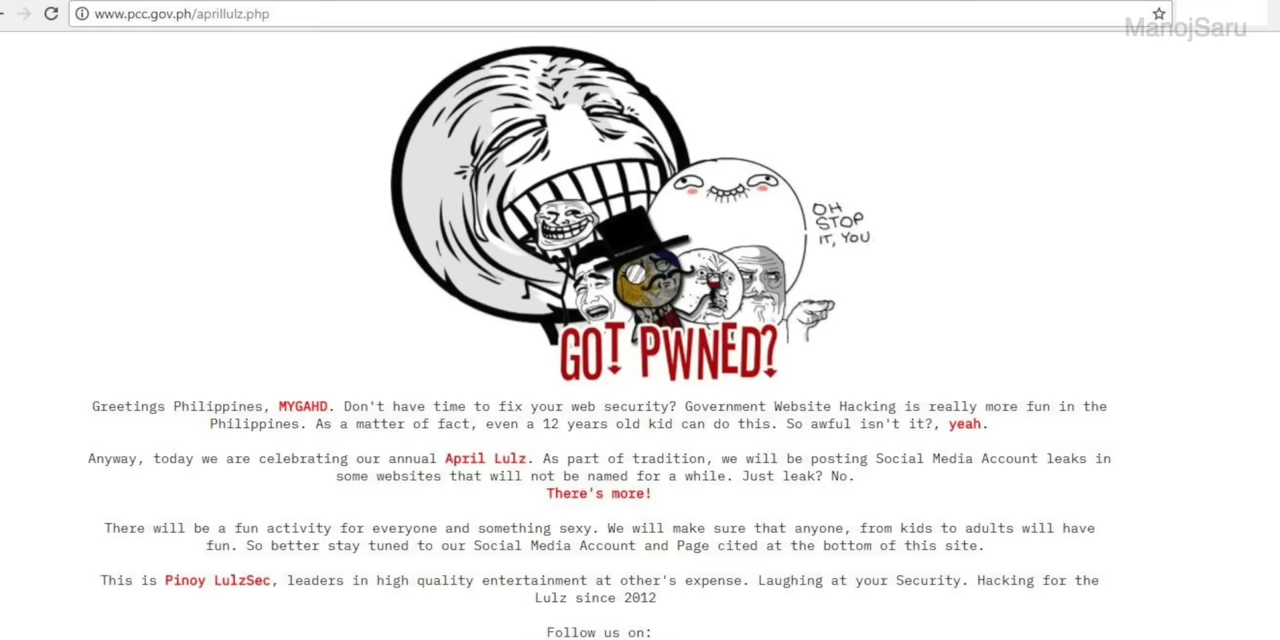 www.pcc.gov.ph/aprillulz.php
ManojSaru
OH
STOP
IT, YOU
GOT PWNED?
Greetings Philippines, MYGAHD. Don't have time to fix your web security? Government Website Hacking is really more fun in the
Philippines. As a matter of fact, even a 12 years old kid can do this. So awful isn't it?, yeah.
Anyway, today we are celebrating our annual April Lulz. As part of tradition, we will be posting Social Media Account leaks in
some websites that will not be named for a while. Just leak? No.
There's more!
There will be a fun activity for everyone and something sexy. We will make sure that anyone, from kids to adults will have
fun. So better stay tuned to our Social Media Account and Page cited at the bottom of this site.
This is Pinoy LulzSec, leaders in high quality entertainment at other's expense. Laughing at your Security. Hacking for the
Lulz since 2012
Follow us on: